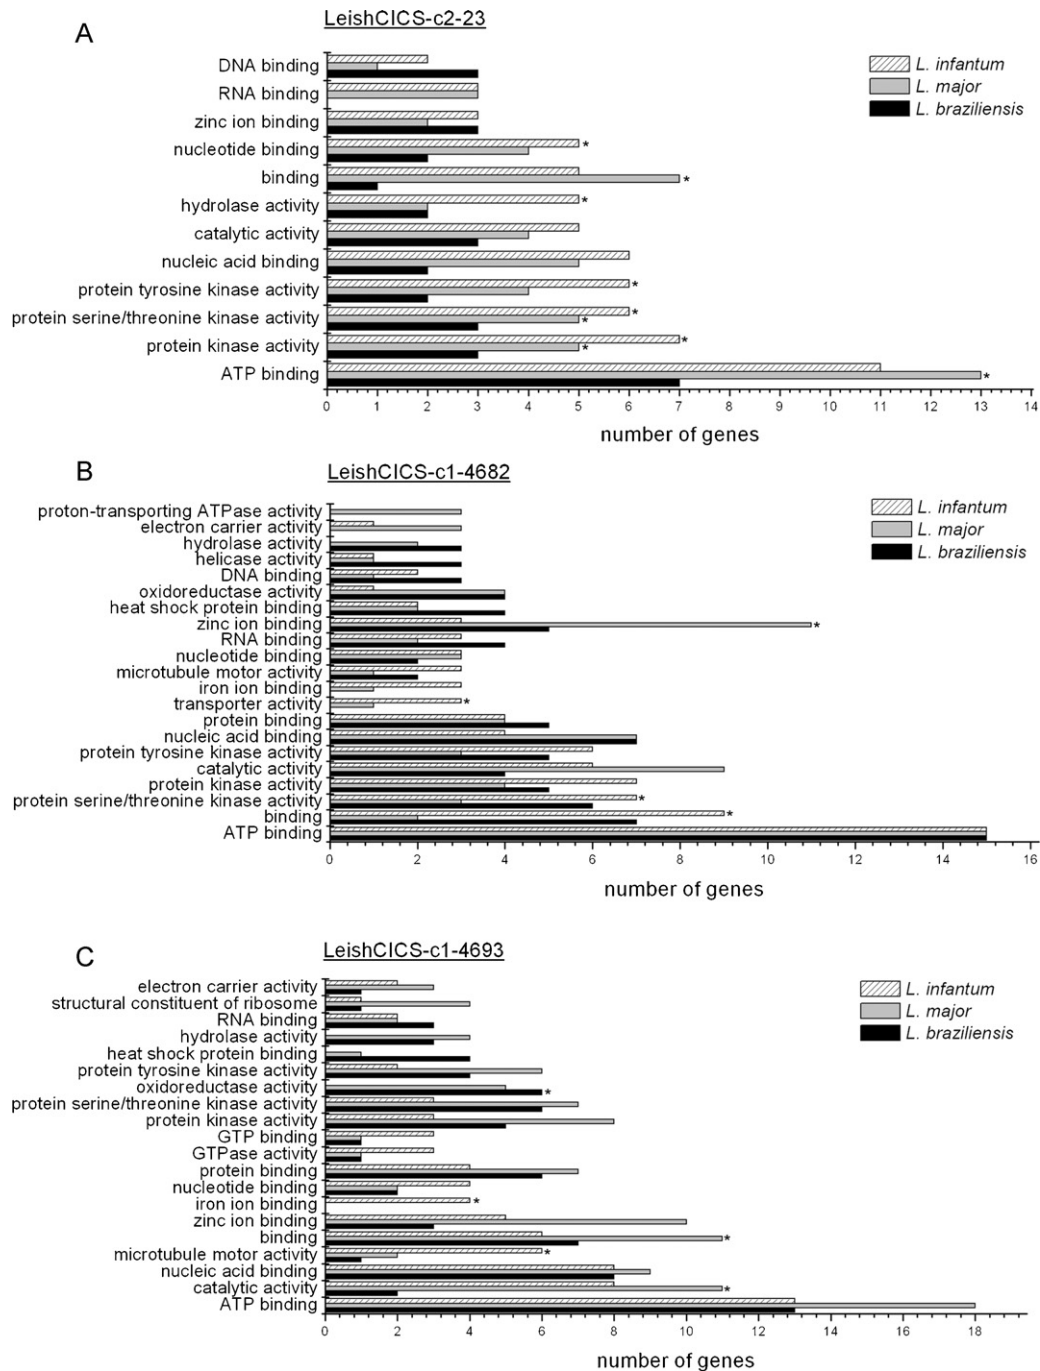 A
LeishCICS-c2-23
L. infantum
L. major
L. braziliensis
DNA binding
RNA binding
zinc ion binding
nucleotide binding
*
binding
*
hydrolase activity
*
catalytic activity
nucleic acid binding
protein tyrosine kinase activity
*
protein serine/threonine kinase activity
*
*
protein kinase activity
*
*
ATP binding
*
0 1 2 3 4 5 6 7 8 9 10 11 12 13 14
number of genes
B
LeishCICS-c1-4682
L. infantum
L. major
L. braziliensis
proton-transporting ATPase activity
electron carrier activity
hydrolase activity
helicase activity
DNA binding
oxidoreductase activity
heat shock protein binding
zinc ion binding
*
RNA binding
nucleotide binding
microtubule motor activity
iron ion binding
transporter activity
*
protein binding
nucleic acid binding
protein tyrosine kinase activity
catalytic activity
protein kinase activity
protein serine/threonine kinase activity
*
binding
*
ATP binding
0 2 4 6 8 10 12 14 16
number of genes
C
LeishCICS-c1-4693
L. infantum
L. major
L. braziliensis
electron carrier activity
structural constituent of ribosome
RNA binding
hydrolase activity
heat shock protein binding
protein tyrosine kinase activity
oxidoreductase activity
*
protein serine/threonine kinase activity
protein kinase activity
GTP binding
GTPase activity
protein binding
nucleotide binding
iron ion binding
*
zinc ion binding
binding
*
microtubule motor activity
*
nucleic acid binding
catalytic activity
*
ATP binding
0 2 4 6 8 10 12 14 16 18
number of genes